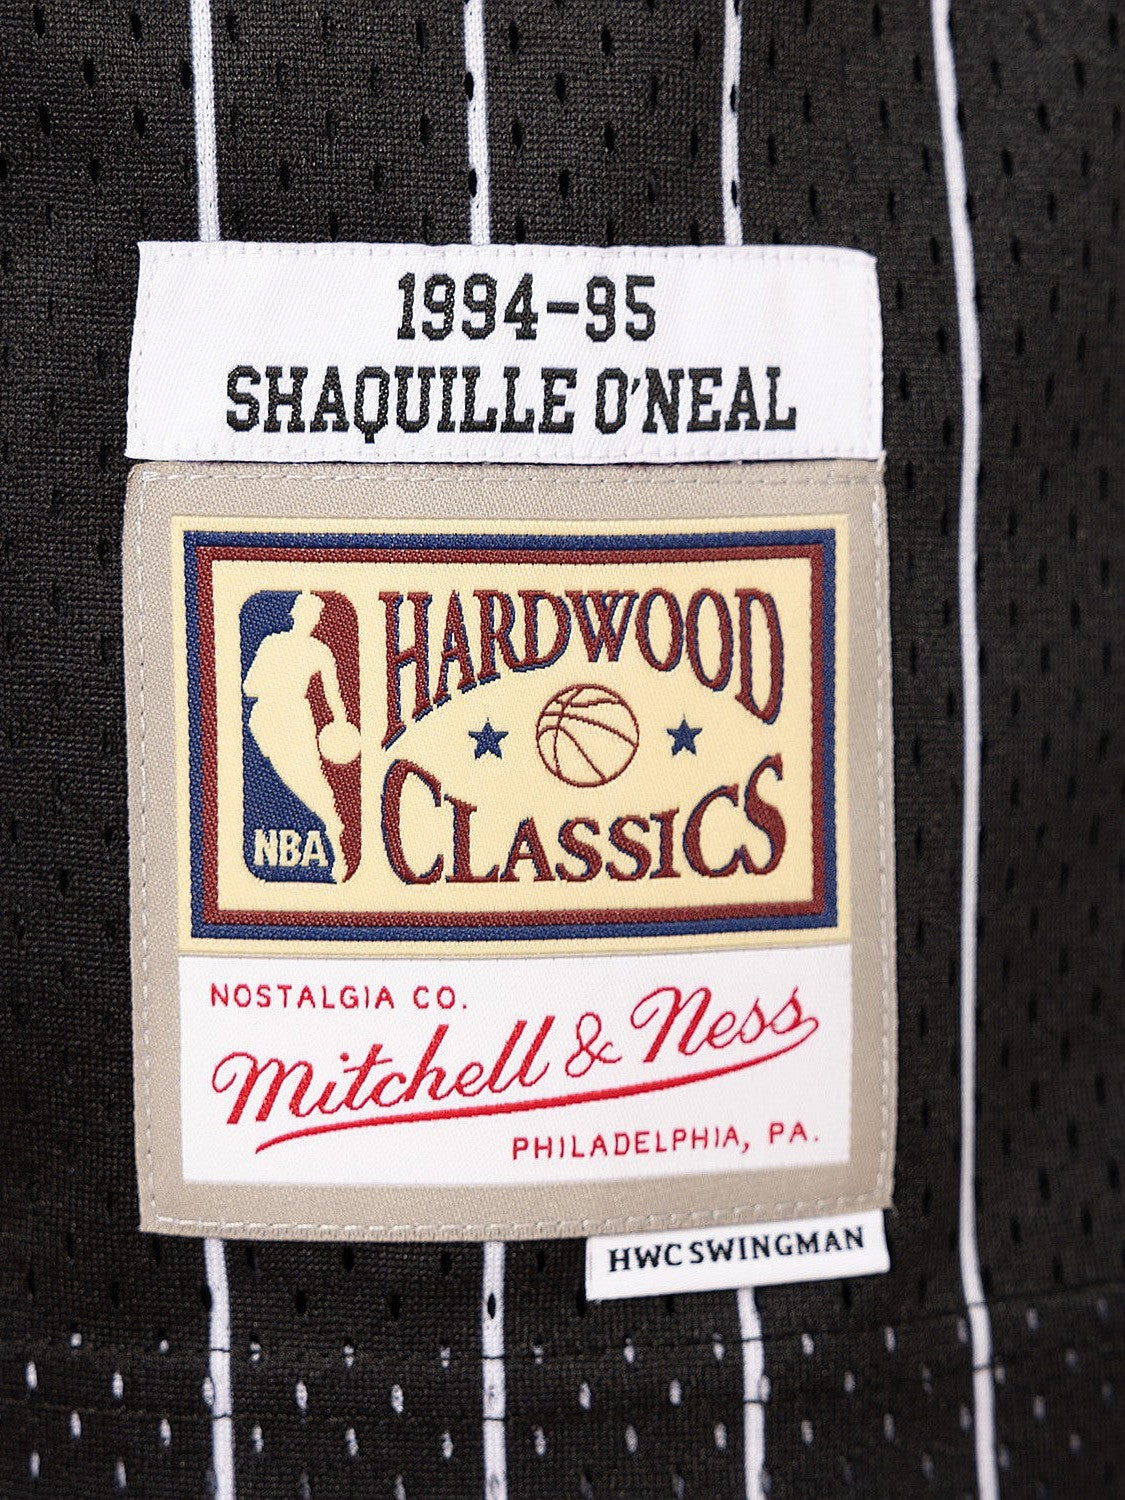 1994-95
SHAQUILLE O'NEAL
HARDWOOD
CLASSICS
NBA
NOSTALGIA CO.
Mitchell & Ness
PHILADELPHIA, PA.
HWC SWINGMAN